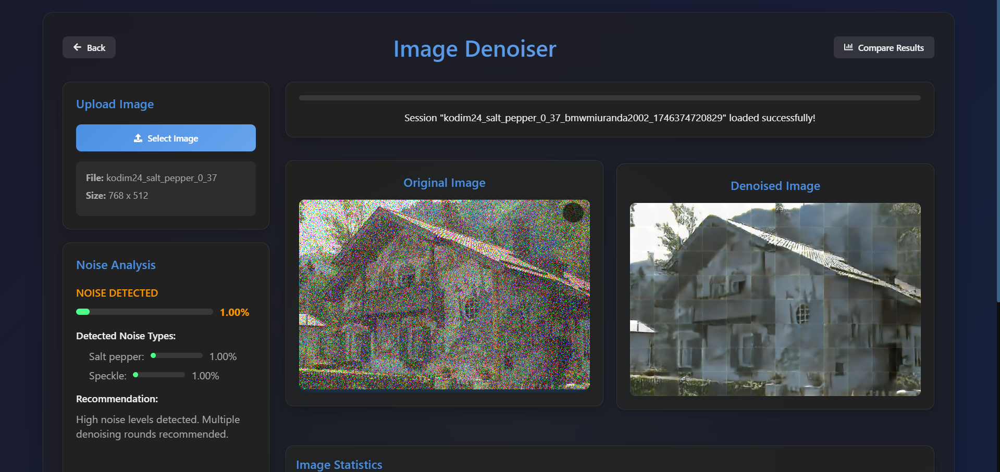 Back
Image Denoiser
Compare Results
Upload Image
Select Image
File: kodim24_salt_pepper_0_37
Size: 768 x 512
Noise Analysis
NOISE DETECTED
1.00%
Detected Noise Types:
Salt pepper: 1.00%
Speckle: 1.00%
Recommendation:
High noise levels detected. Multiple
denoising rounds recommended.
Session "kodim24_salt_pepper_0_37_bmwmiuranda2002_1746374720829" loaded successfully!
Original Image
Denoised Image
Image Statistics